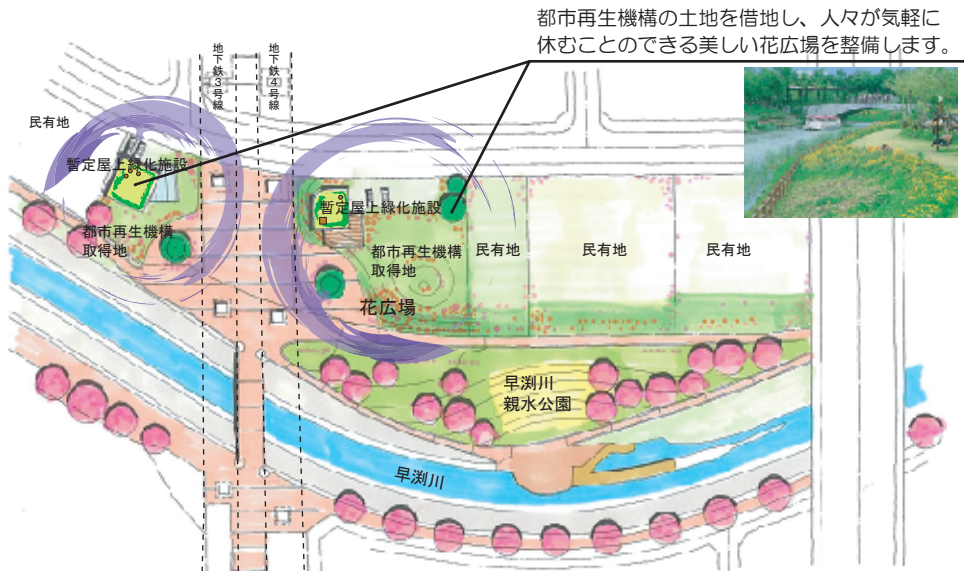 都市再生機構の土地を借地し、人々が気軽に
休むことのできる美しい花広場を整備します。
地下鉄3号線
地下鉄4号線
民有地
暫定屋上緑化施設
都市再生機構
取得地
暫定屋上緑化施設
都市再生機構
取得地
花広場
民有地
民有地
民有地
早渕川
親水公園
早渕川